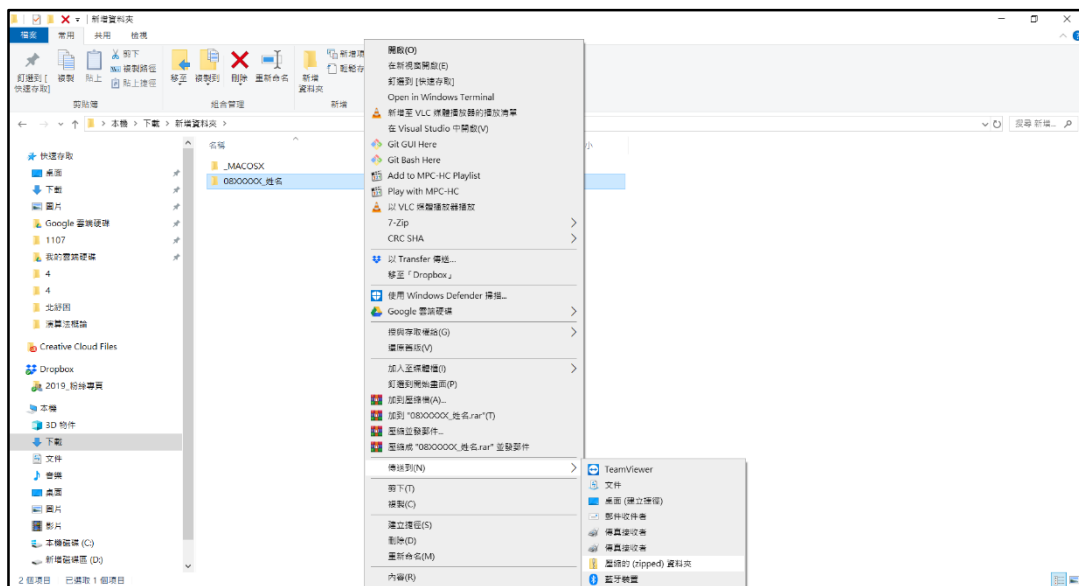 新增資料夾
檔案 常用 共用 檢視
釘選到 [快速存取]
複製
貼上
剪下
複製路徑
貼上捷徑
剪貼簿
移至
複製到
刪除
重新命名
組合管理
新增
資料夾
新增項
輕鬆存
新增
本機 > 下載 > 新增資料夾 >
搜尋 新增...
快速存取
桌面
下載
圖片
Google 雲端硬碟
1107
我的雲端硬碟
4
4
北舒困
演算法概論
Creative Cloud Files
Dropbox
2019_粉絲專頁
本機
3D 物件
下載
文件
音樂
桌面
圖片
影片
本機磁碟 (C:)
新增磁碟區 (D:)
2 個項目 已選取 1 個項目
名稱
小
_MACOSX
08XXXXX_姓名
開啟(O)
在新視窗開啟(E)
釘選到 [快速存取]
Open in Windows Terminal
新增至 VLC 媒體播放器的播放清單
在 Visual Studio 中開啟(V)
Git GUI Here
Git Bash Here
Add to MPC-HC Playlist
Play with MPC-HC
以 VLC 媒體播放器播放
7-Zip
CRC SHA
以 Transfer 傳送...
移至「Dropbox」
使用 Windows Defender 掃描...
Google 雲端硬碟
授與存取權給(G)
還原舊版(V)
加入至媒體櫃(I)
釘選到開始畫面(P)
加到壓縮檔(A)...
加到 "08XXXXX_姓名.rar"(T)
壓縮並發郵件...
壓縮成 "08XXXXX_姓名.rar" 並發郵件
傳送到(N)
剪下(T)
複製(C)
建立捷徑(S)
刪除(D)
重新命名(M)
內容(R)
TeamViewer
文件
桌面 (建立捷徑)
郵件收件者
傳真接收者
傳真接收者
壓縮的 (zipped) 資料夾
藍牙裝置